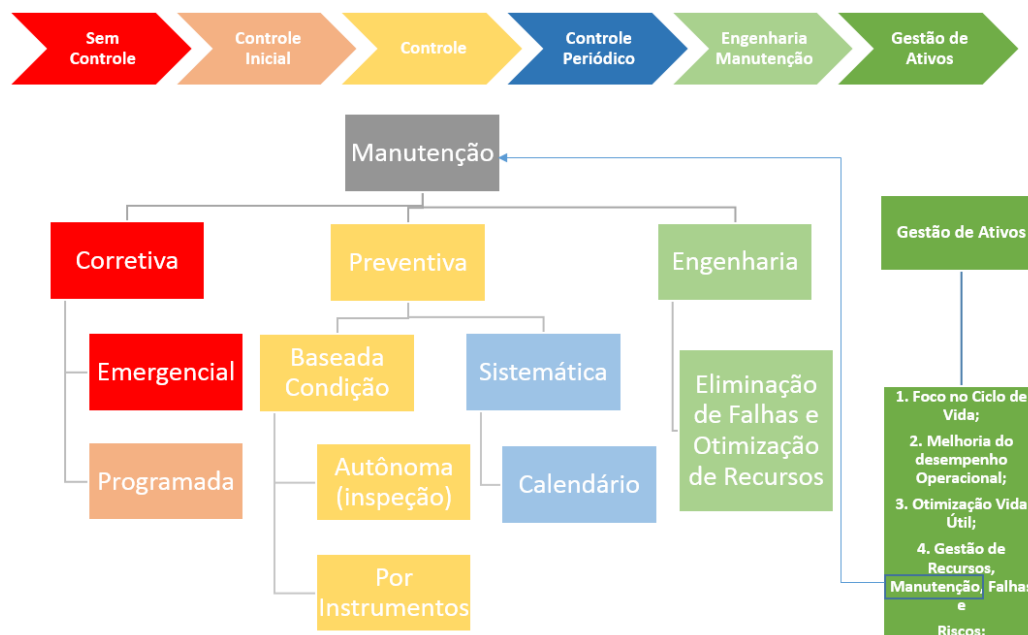 Sem
Controle
Controle
Inicial
Controle
Controle
Periódico
Engenharia
Manutenção
Gestão de
Ativos
Manutenção
Corretiva
Preventiva
Engenharia
Gestão de Ativos
Emergencial
Baseada
Condição
Sistemática
Eliminação
de Falhas e
Otimização
de Recursos
Programada
Autônoma
(inspeção)
Calendário
Por
Instrumentos
1. Foco no Ciclo de
Vida;
2. Melhoria do
desempenho
Operacional;
3. Otimização Vida
Útil;
4. Gestão de
Recursos,
Manutenção, Falhas
e
Riscos;